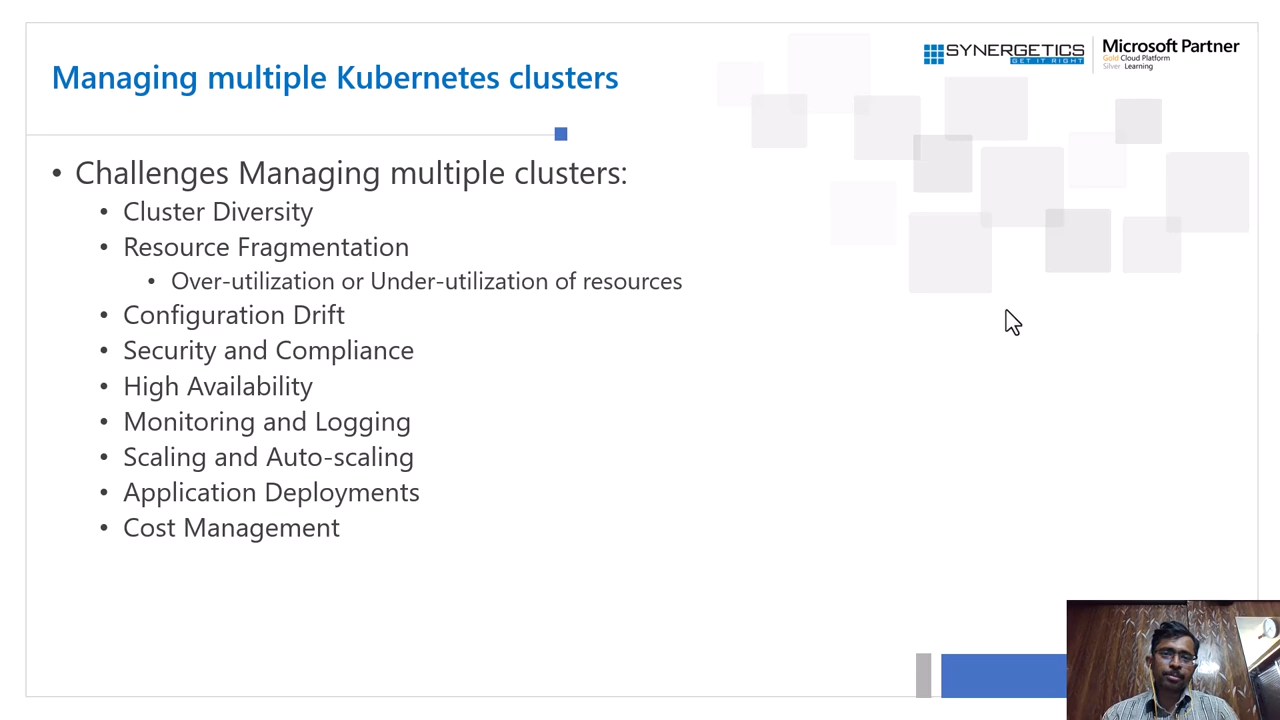 SYNERGETICS
GET IT RIGHT
Microsoft Partner
Gold Cloud Platform
Silver Learning
Managing multiple Kubernetes clusters
• Challenges Managing multiple clusters:
• Cluster Diversity
• Resource Fragmentation
• Over-utilization or Under-utilization of resources
• Configuration Drift
• Security and Compliance
• High Availability
• Monitoring and Logging
• Scaling and Auto-scaling
• Application Deployments
• Cost Management